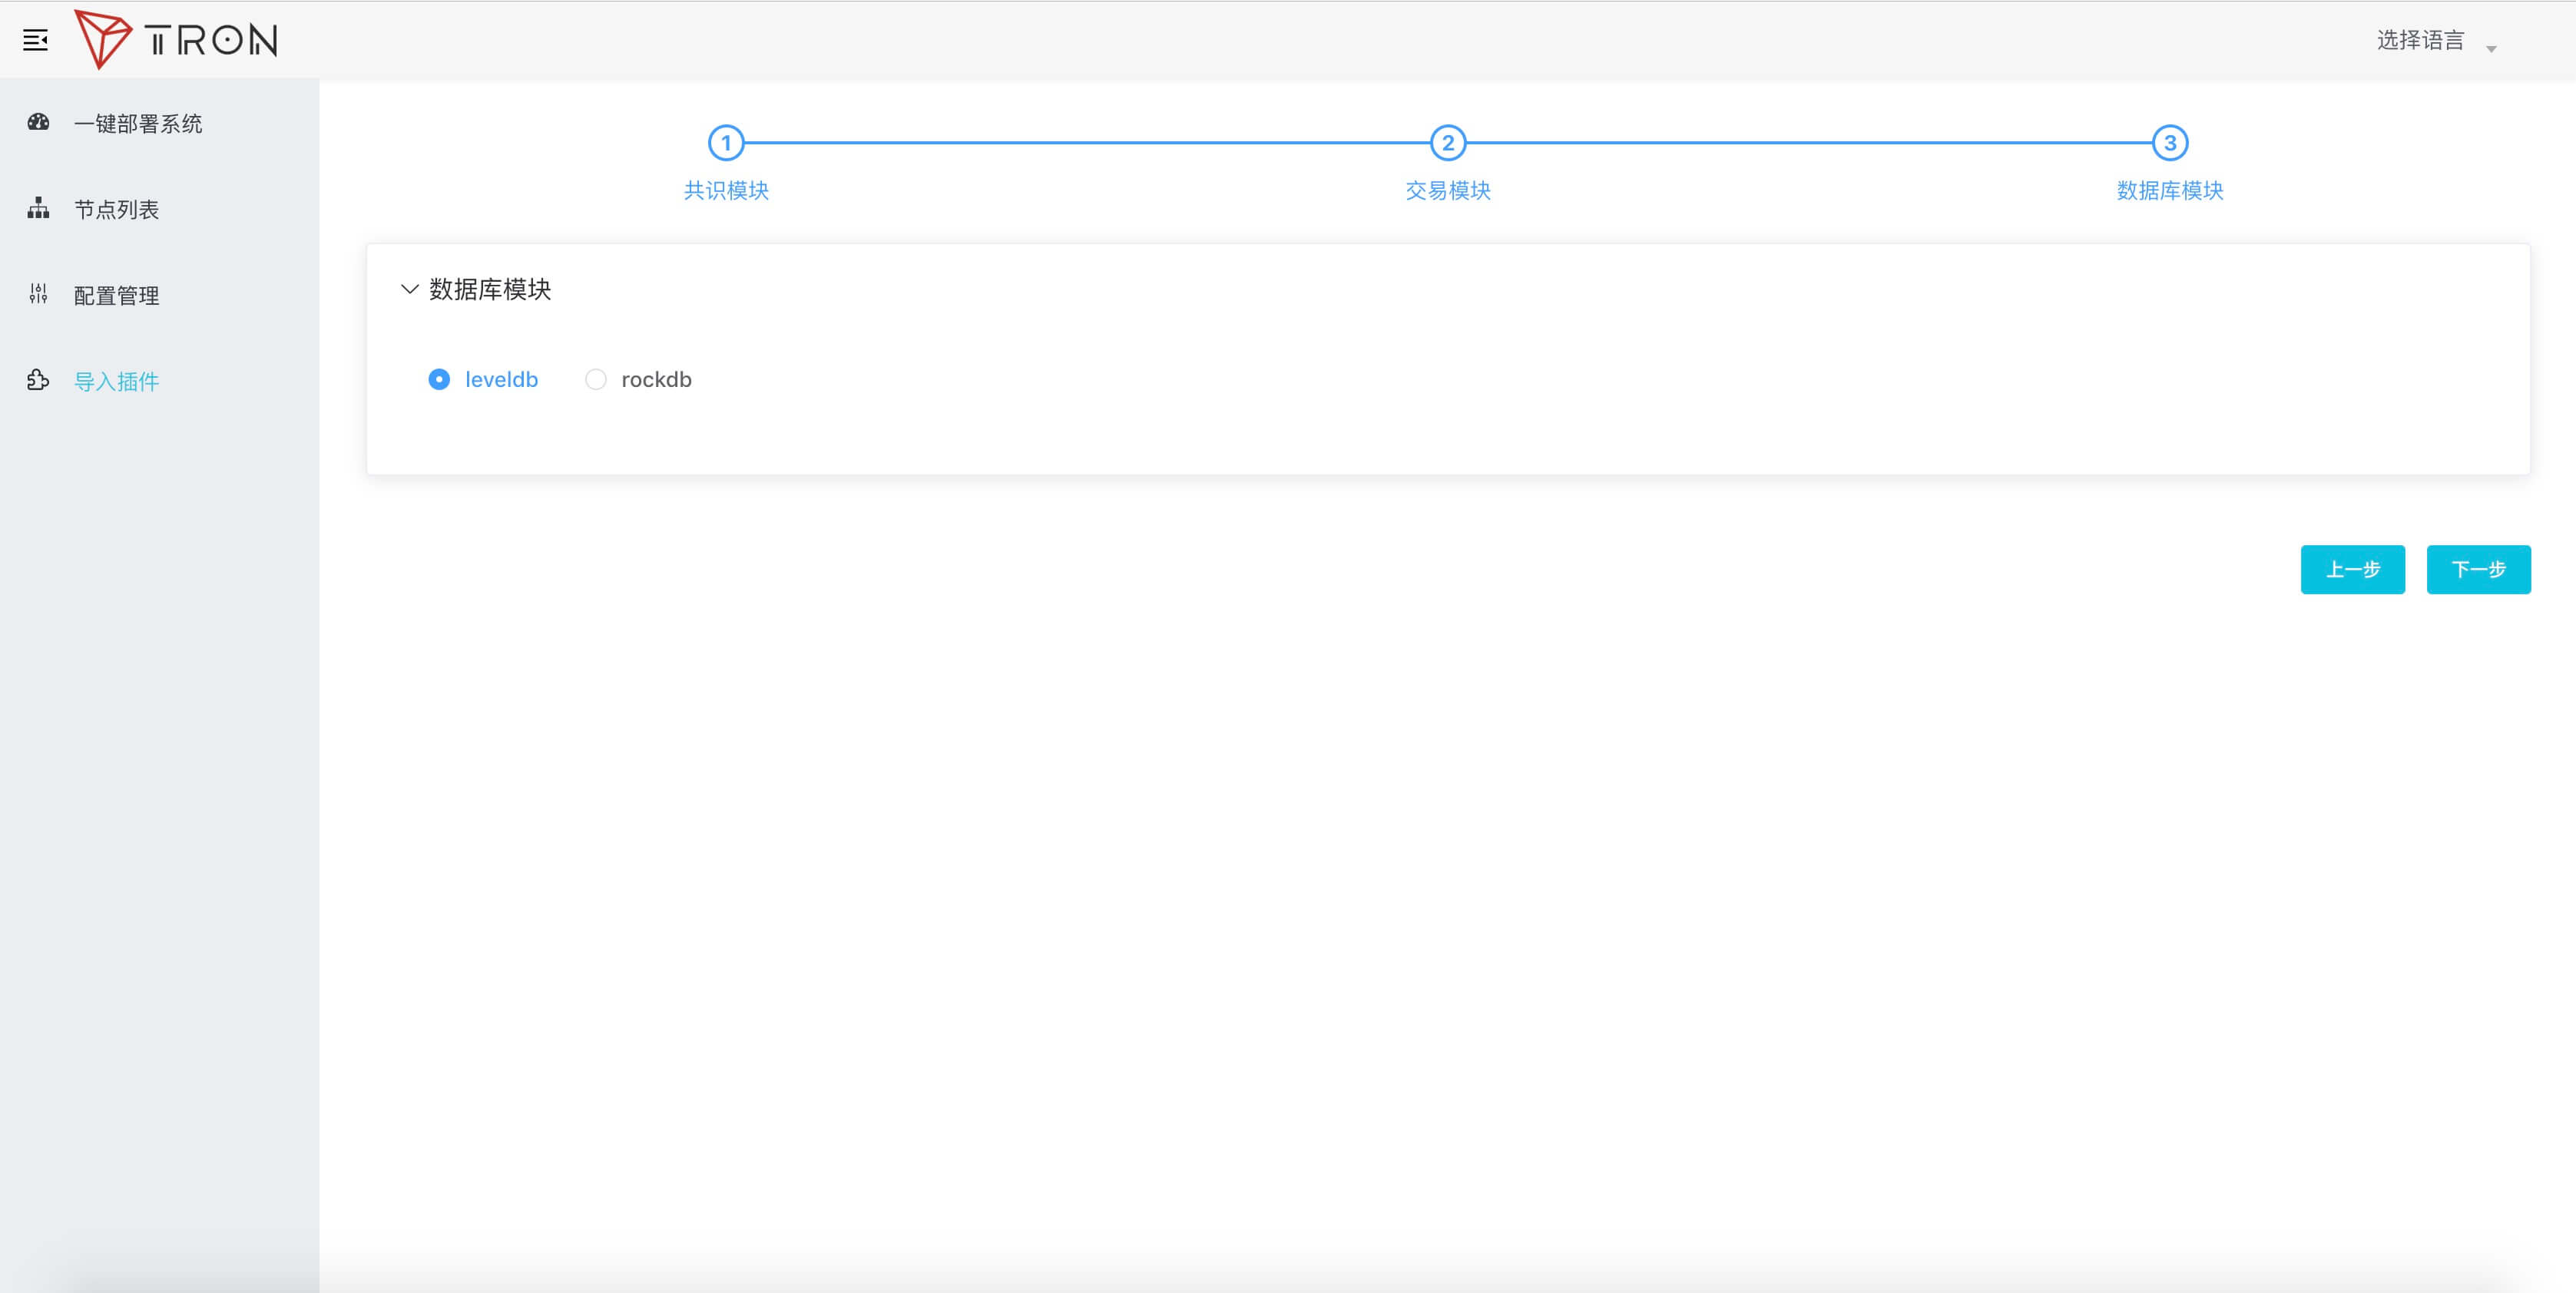 TRON
选择语言
一键部署系统
节点列表
配置管理
导入插件
1
2
3
共识模块
交易模块
数据库模块
数据库模块
leveldb
rockdb
上一步
下一步